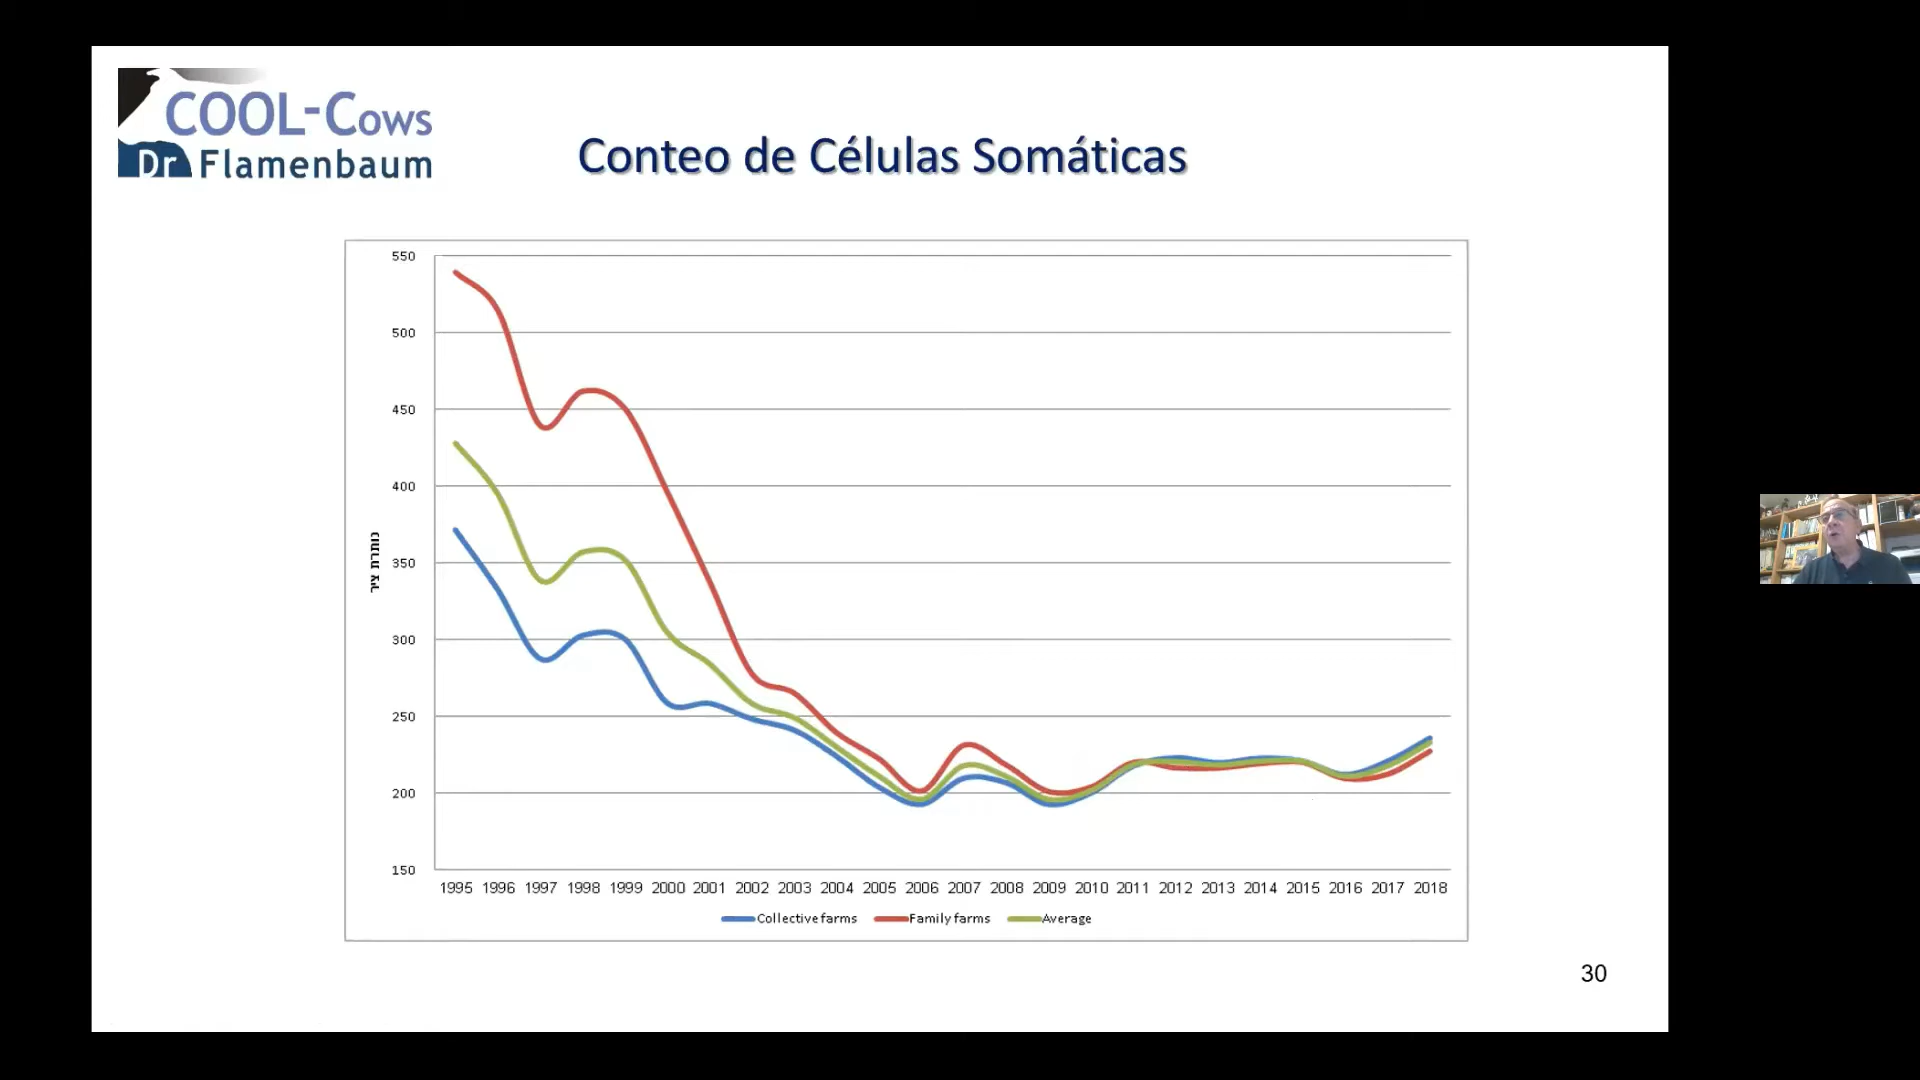 COOL-Cows
Dr Flamenbaum
Conteo de Células Somáticas
550
500
450
400
350
300
250
200
150
כותרת ציר
1995 1996 1997 1998 1999 2000 2001 2002 2003 2004 2005 2006 2007 2008 2009 2010 2011 2012 2013 2014 2015 2016 2017 2018
Collective farms Family farms Average
30